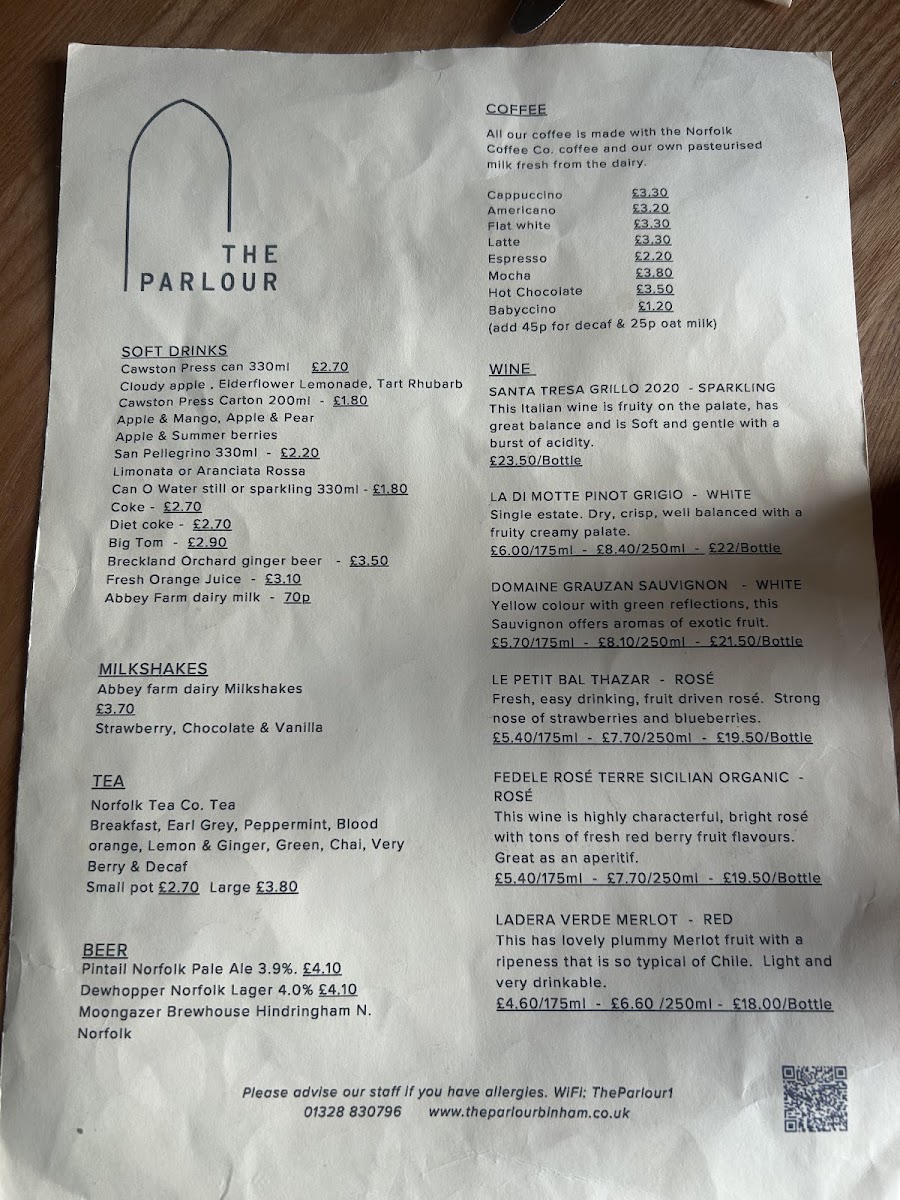 THE
PARLOUR
SOFT DRINKS
Cawston Press can 330ml £2.70
Cloudy apple , Elderflower Lemonade, Tart Rhubarb
Cawston Press Carton 200ml - £1.80
Apple & Mango, Apple & Pear
Apple & Summer berries
San Pellegrino 330ml - £2.20
Limonata or Aranciata Rossa
Can O Water still or sparkling 330ml - £1.80
Coke - £2.70
Diet coke - £2.70
Big Tom - £2.90
Breckland Orchard ginger beer - £3.50
Fresh Orange Juice - £3.10
Abbey Farm dairy milk - 70p
MILKSHAKES
Abbey farm dairy Milkshakes
£3.70
Strawberry, Chocolate & Vanilla
TEA
Norfolk Tea Co. Tea
Breakfast, Earl Grey, Peppermint, Blood
orange, Lemon & Ginger, Green, Chai, Very
Berry & Decaf
Small pot £2.70 Large £3.80
BEER
Pintail Norfolk Pale Ale 3.9%. £4.10
Dewhopper Norfolk Lager 4.0% £4.10
Moongazer Brewhouse Hindringham N.
Norfolk
COFFEE
All our coffee is made with the Norfolk
Coffee Co. coffee and our own pasteurised
milk fresh from the dairy.
Cappuccino £3.30
Americano £3.20
Flat white £3.30
Latte £3.30
Espresso £2.20
Mocha £3.80
Hot Chocolate £3.50
Babyccino £1.20
(add 45p for decaf & 25p oat milk)
WINE
SANTA TRESA GRILLO 2020 - SPARKLING
This Italian wine is fruity on the palate, has
great balance and is Soft and gentle with a
burst of acidity.
£23.50/Bottle
LA DI MOTTE PINOT GRIGIO - WHITE
Single estate. Dry, crisp, well balanced with a
fruity creamy palate.
£6.00/175ml - £8.40/250ml - £22/Bottle
DOMAINE GRAUZAN SAUVIGNON - WHITE
Yellow colour with green reflections, this
Sauvignon offers aromas of exotic fruit.
£5.70/175ml - £8.10/250ml - £21.50/Bottle
LE PETIT BAL THAZAR - ROSÉ
Fresh, easy drinking, fruit driven rosé. Strong
nose of strawberries and blueberries.
£5.40/175ml - £7.70/250ml - £19.50/Bottle
FEDELE ROSÉ TERRE SICILIAN ORGANIC -
ROSÉ
This wine is highly characterful, bright rosé
with tons of fresh red berry fruit flavours.
Great as an aperitif.
£5.40/175ml - £7.70/250ml - £19.50/Bottle
LADERA VERDE MERLOT - RED
This has lovely plummy Merlot fruit with a
ripeness that is so typical of Chile. Light and
very drinkable.
£4.60/175ml - £6.60 /250ml - £18.00/Bottle
Please advise our staff if you have allergies. WiFi; TheParlour1
01328 830796 www.theparlourbinham.co.uk